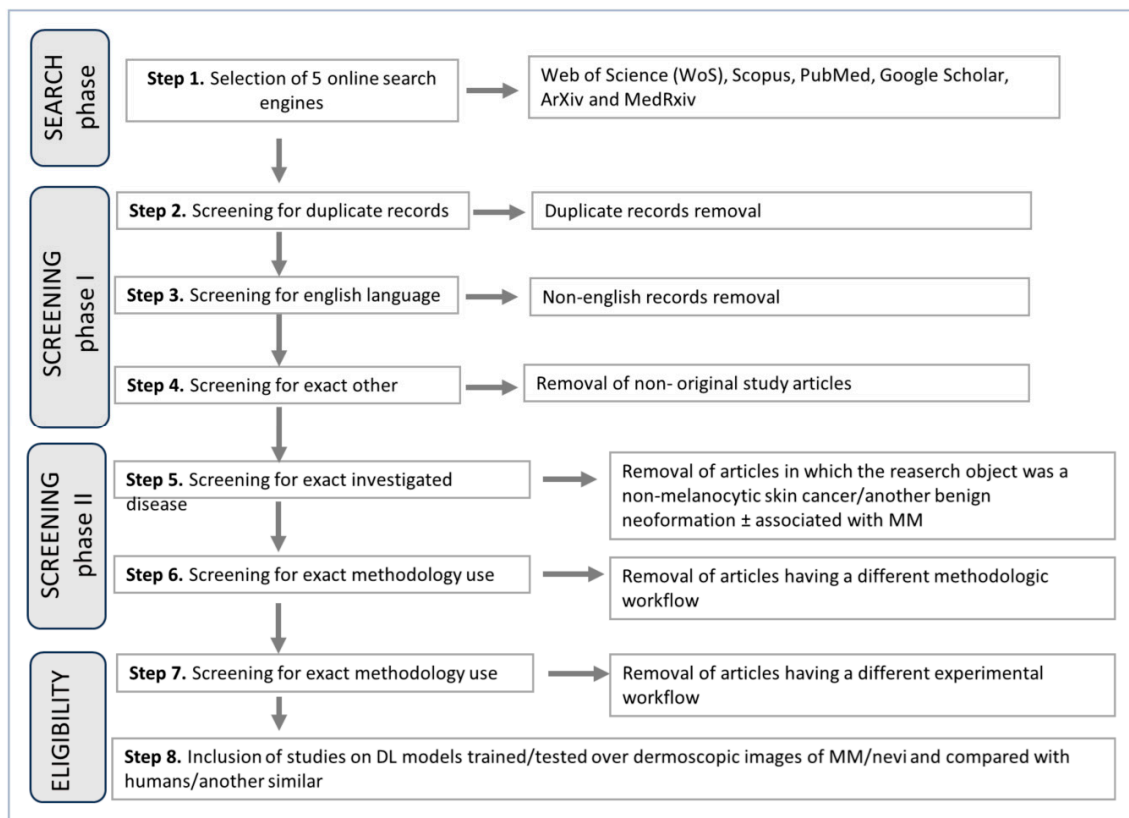 SEARCH
phase
Step 1. Selection of 5 online search
engines
Web of Science (WoS), Scopus, PubMed, Google Scholar,
ArXiv and MedRxiv
SCREENING
phase I
Step 2. Screening for duplicate records
Duplicate records removal
Step 3. Screening for english language
Non-english records removal
Step 4. Screening for exact other
Removal of non- original study articles
SCREENING
phase II
Step 5. Screening for exact investigated
disease
Removal of articles in which the reaserch object was a
non-melanocytic skin cancer/another benign
neoformation ± associated with MM
Step 6. Screening for exact methodology use
Removal of articles having a different methodologic
workflow
ELIGIBILITY
Step 7. Screening for exact methodology use
Removal of articles having a different experimental
workflow
Step 8. Inclusion of studies on DL models trained/tested over dermoscopic images of MM/nevi and compared with
humans/another similar